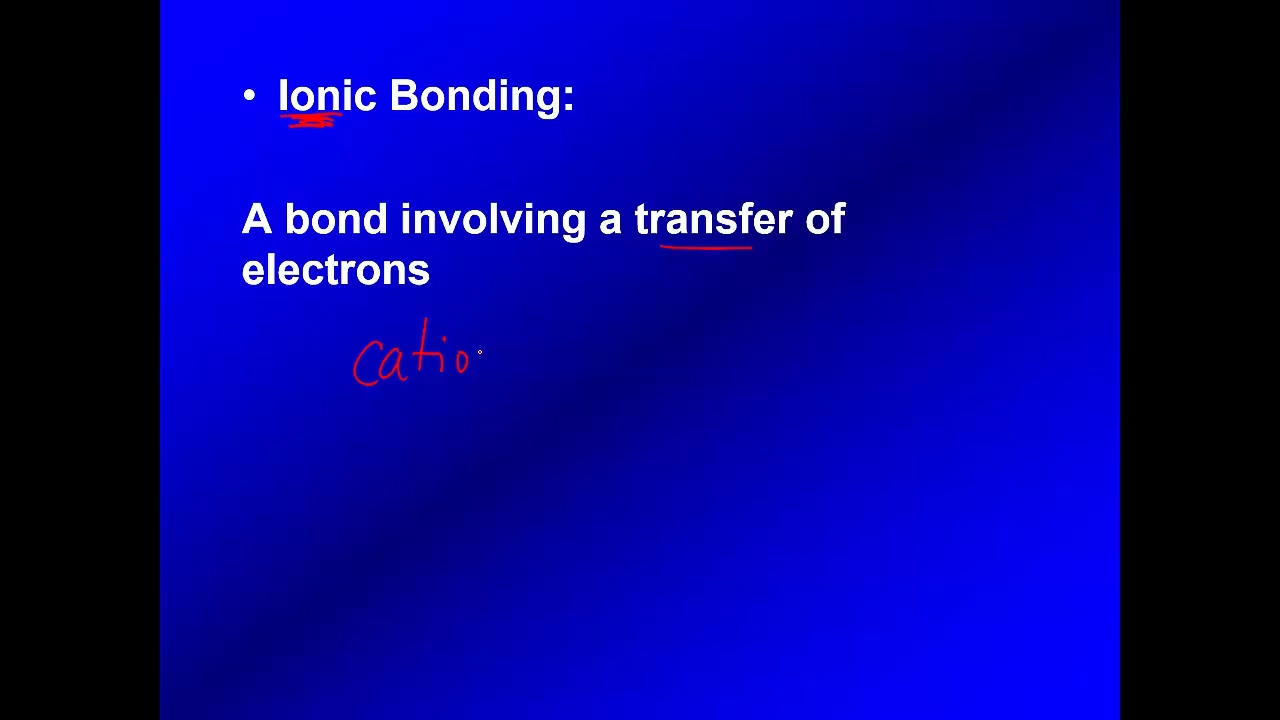 • Ionic Bonding:
A bond involving a transfer of
electrons
catio